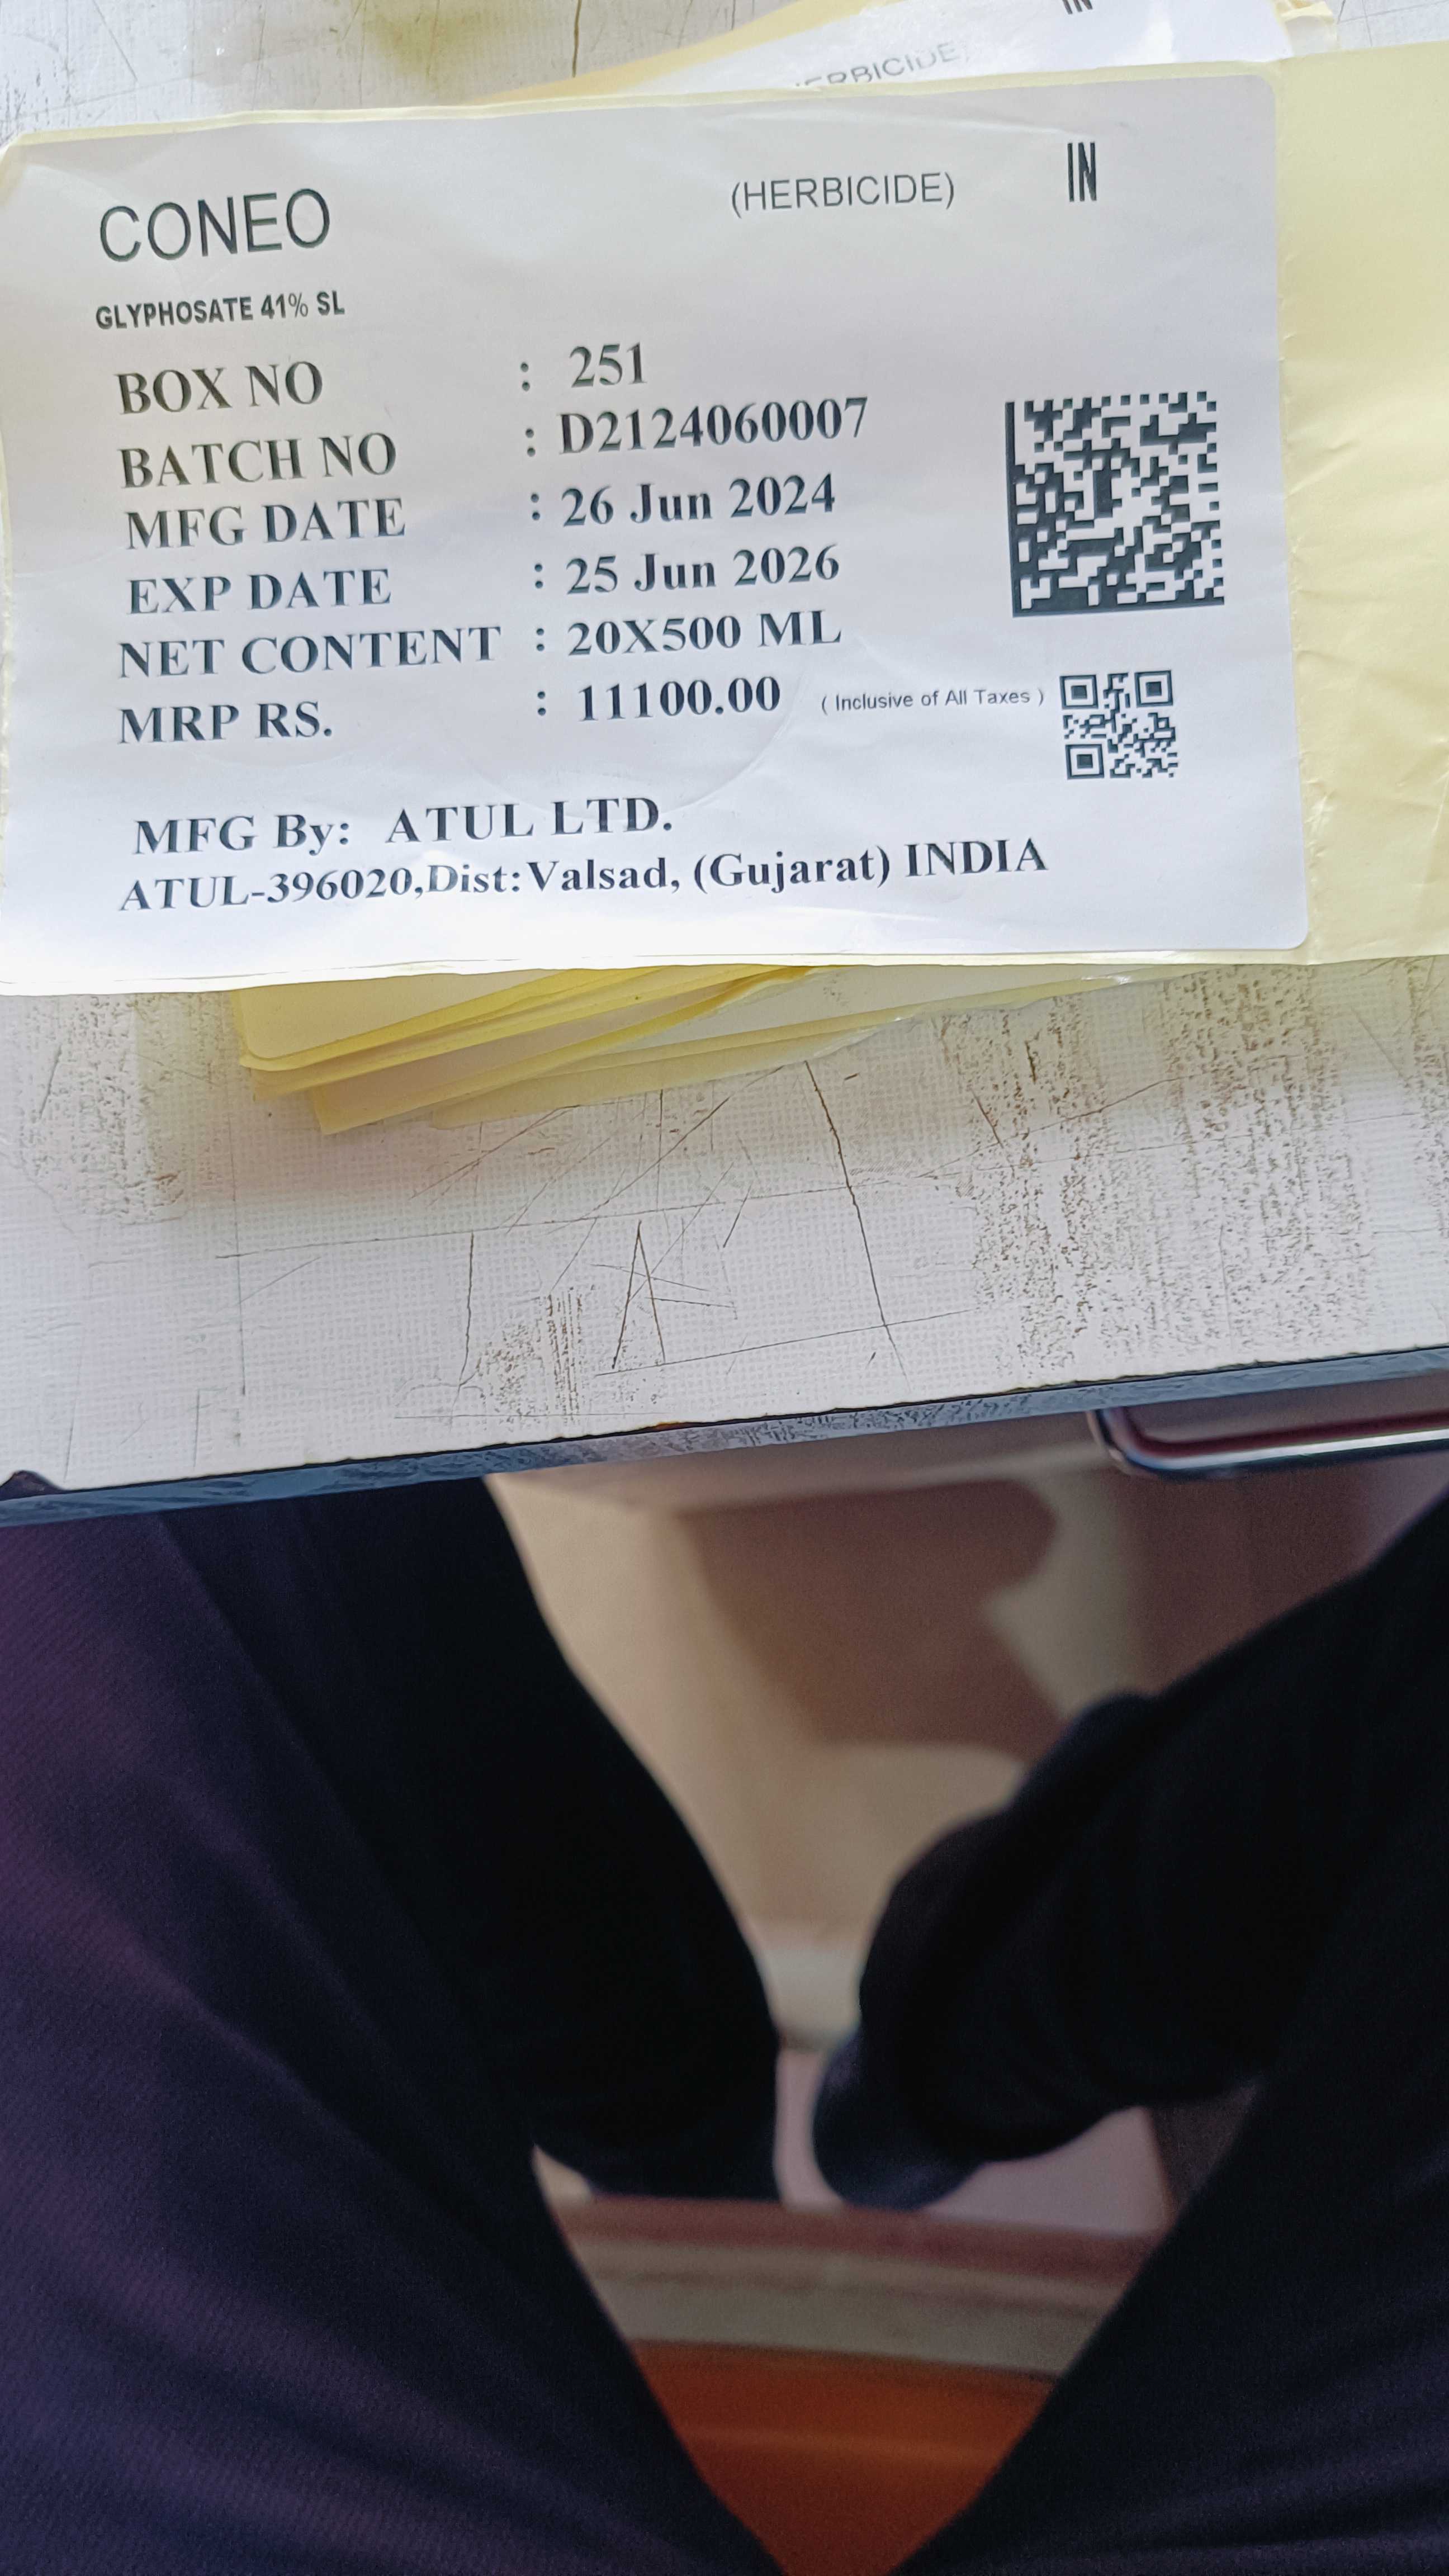 IN
HERBICIDE
CONEO (HERBICIDE) IN
GLYPHOSATE 41% SL
BOX NO : 251
BATCH NO : D2124060007
MFG DATE : 26 Jun 2024
EXP DATE : 25 Jun 2026
NET CONTENT : 20X500 ML
MRP RS. : 11100.00 ( Inclusive of All Taxes )
MFG By: ATUL LTD.
ATUL-396020,Dist:Valsad, (Gujarat) INDIA